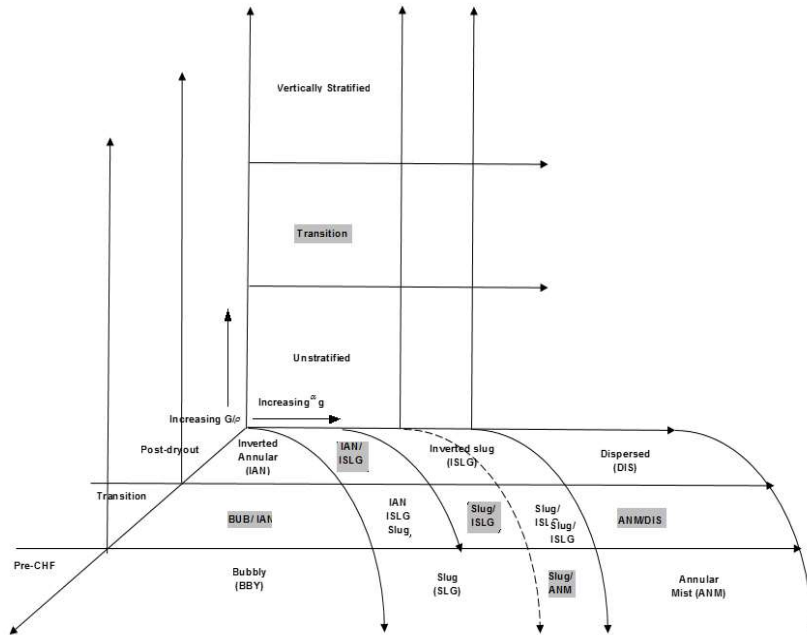 Vertically Stratified
Transition
Unstratified
Increasing G/ρ
Increasing α g
Post-dryout
Inverted
Annular
(IAN)
IAN/
ISLG
Inverted slug
(ISLG)
Dispersed
(DIS)
Transition
BUB/IAN
IAN
ISLG
Slug,
Slug/
ISLG
Slug/
ISLG
Slug/
ISLG
ANM/DIS
Pre-CHF
Bubbly
(BBY)
Slug
(SLG)
Slug/
ANM
Annular
Mist (ANM)